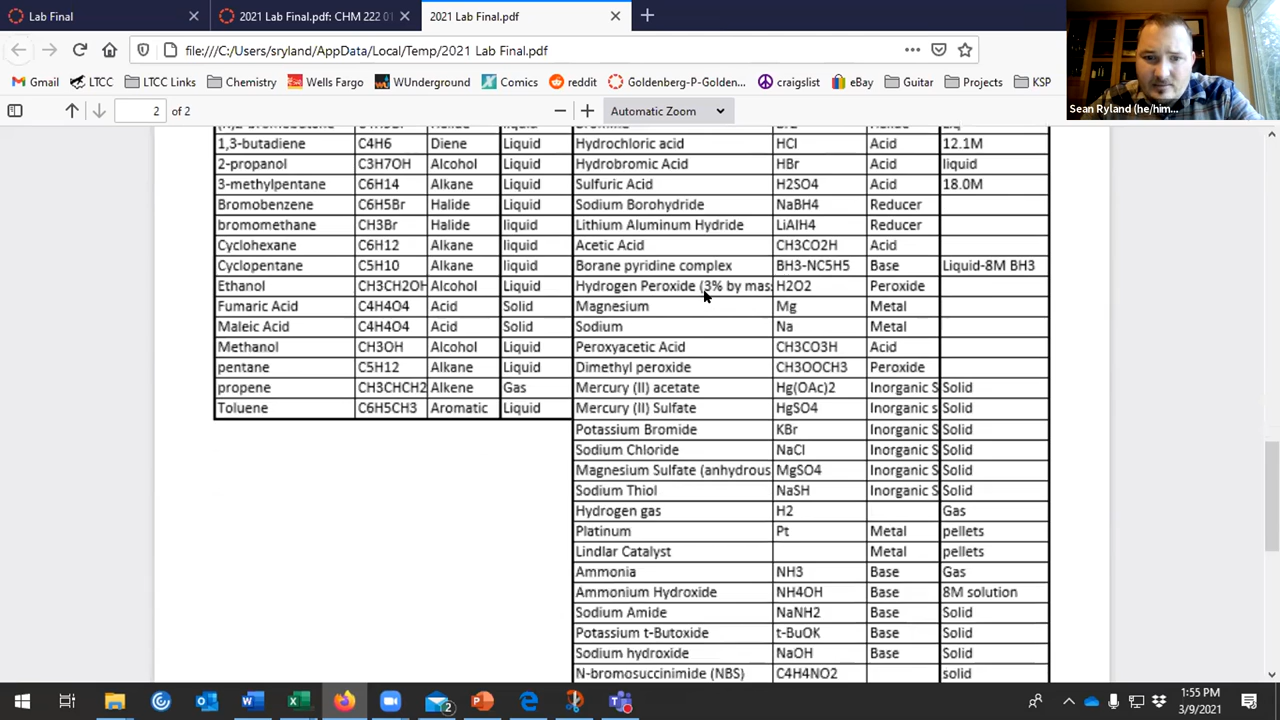 Lab Final
2021 Lab Final.pdf: CHM 222 01
2021 Lab Final.pdf
file:///C:/Users/sryland/AppData/Local/Temp/2021 Lab Final.pdf
Gmail LTCC LTCC Links Chemistry Wells Fargo WUnderground Comics reddit Goldenberg-P-Golden... craigslist eBay Guitar Projects KSP
Sean Ryland (he/him...
2 of 2 Automatic Zoom
1,3-butadiene C4H6 Diene Liquid Hydrochloric acid HCl Acid 12.1M
2-propanol C3H7OH Alcohol Liquid Hydrobromic Acid HBr Acid liquid
3-methylpentane C6H14 Alkane Liquid Sulfuric Acid H2SO4 Acid 18.0M
Bromobenzene C6H5Br Halide Liquid Sodium Borohydride NaBH4 Reducer
bromomethane CH3Br Halide liquid Lithium Aluminum Hydride LiAlH4 Reducer
Cyclohexane C6H12 Alkane liquid Acetic Acid CH3CO2H Acid
Cyclopentane C5H10 Alkane liquid Borane pyridine complex BH3-NC5H5 Base Liquid-8M BH3
Ethanol CH3CH2OH Alcohol Liquid Hydrogen Peroxide (3% by mas H2O2 Peroxide
Fumaric Acid C4H4O4 Acid Solid Magnesium Mg Metal
Maleic Acid C4H4O4 Acid Solid Sodium Na Metal
Methanol CH3OH Alcohol Liquid Peroxyacetic Acid CH3CO3H Acid
pentane C5H12 Alkane Liquid Dimethyl peroxide CH3OOCH3 Peroxide
propene CH3CHCH2 Alkene Gas Mercury (II) acetate Hg(OAc)2 Inorganic S Solid
Toluene C6H5CH3 Aromatic Liquid Mercury (II) Sulfate HgSO4 Inorganic s Solid
Potassium Bromide KBr Inorganic S Solid
Sodium Chloride NaCl Inorganic S Solid
Magnesium Sulfate (anhydrous MgSO4 Inorganic S Solid
Sodium Thiol NaSH Inorganic S Solid
Hydrogen gas H2 Gas
Platinum Pt Metal pellets
Lindlar Catalyst Metal pellets
Ammonia NH3 Base Gas
Ammonium Hydroxide NH4OH Base 8M solution
Sodium Amide NaNH2 Base Solid
Potassium t-Butoxide t-BuOK Base Solid
Sodium hydroxide NaOH Base Solid
N-bromosuccinimide (NBS) C4H4NO2 solid
1:55 PM
3/9/2021